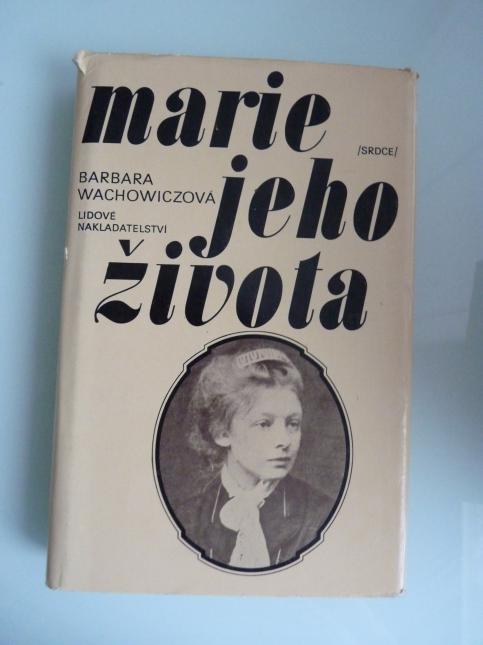 marie
/SRDCE/
BARBARA
WACHOWICZOVÁ
jeho
LIDOVÉ
NAKLADATELSTVÍ
života